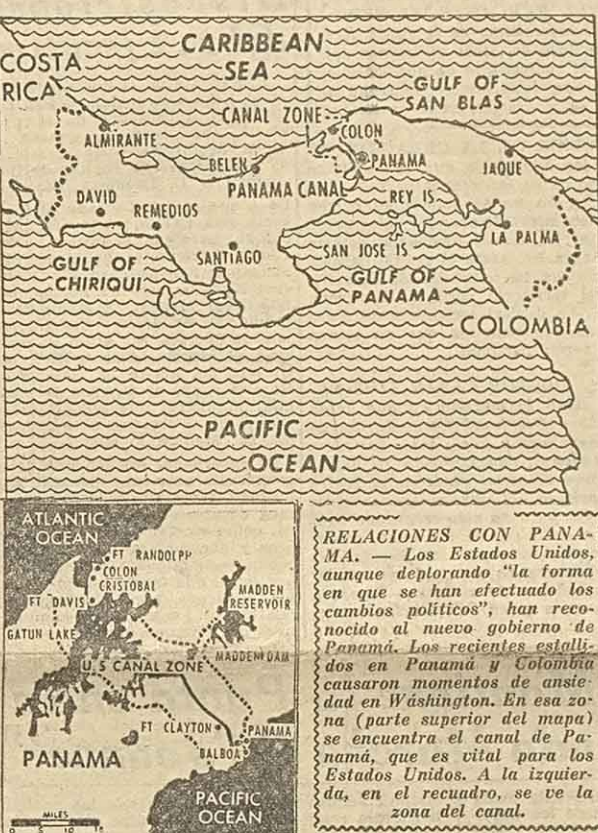 CARIBBEAN
SEA
COSTA
RICA
GULF OF
SAN BLAS
CANAL ZONE
COLON
ALMIRANTE
PANAMA
BELEN
JAQUE
PANAMA CANAL
DAVID
REMEDIOS
REY IS
LA PALMA
SANTIAGO
SAN JOSE IS
GULF OF
CHIRIQUI
GULF OF
PANAMA
COLOMBIA
PACIFIC
OCEAN
ATLANTIC
OCEAN
FT RANDOLPH
COLON
CRISTOBAL
FT DAVIS
MADDEN
RESERVOIR
GATUN LAKE
MADDEN DAM
U.S CANAL ZONE
FT CLAYTON
PANAMA
BALBOA
PANAMA
PACIFIC
OCEAN
MILES
0 5 10
RELACIONES CON PANA-
MA. — Los Estados Unidos,
aunque deplorando "la forma
en que se han efectuado los
cambios políticos", han reco-
nocido al nuevo gobierno de
Panamá. Los recientes estalli-
dos en Panamá y Colombia
causaron momentos de ansie-
dad en Wáshington. En esa zo-
na (parte superior del mapa)
se encuentra el canal de Pa-
namá, que es vital para los
Estados Unidos. A la izquier-
da, en el recuadro, se ve la
zona del canal.